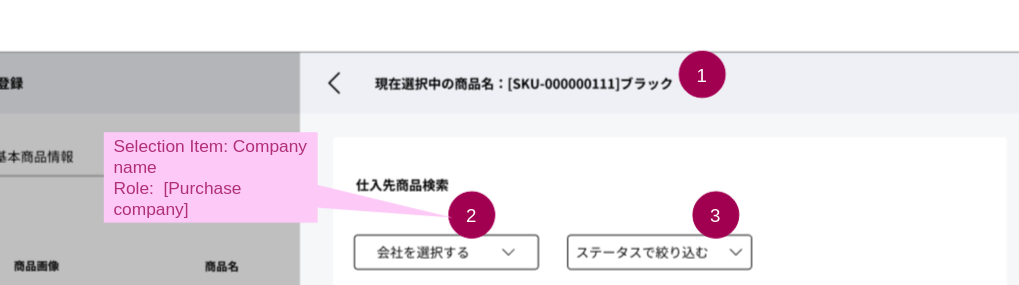 登録
現在選択中の商品名：[SKU-000000111]ブラック
1
基本商品情報
Selection Item: Company
name
Role:  [Purchase
company]
仕入先商品検索
2
3
会社を選択する
ステータスで絞り込む
商品画像
商品名